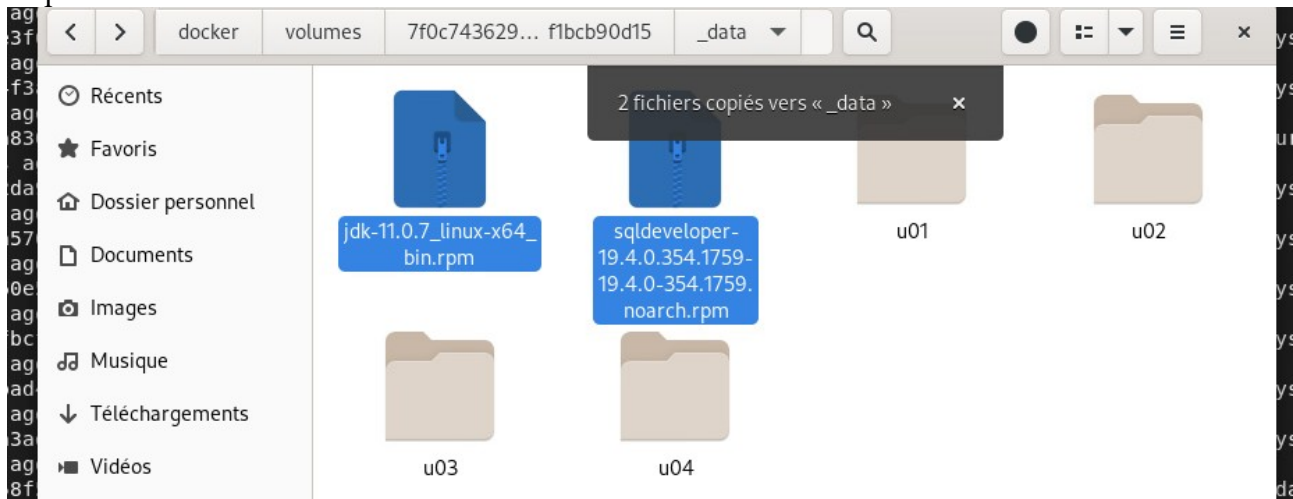 docker volumes 7f0c743629... f1bcb90d15 _data
2 fichiers copiés vers « _data »
Récents
Favoris
Dossier personnel
Documents
Images
Musique
Téléchargements
Vidéos
jdk-11.0.7_linux-x64_
bin.rpm
sqldeveloper-
19.4.0.354.1759-
19.4.0-354.1759.
noarch.rpm
u01
u02
u03
u04